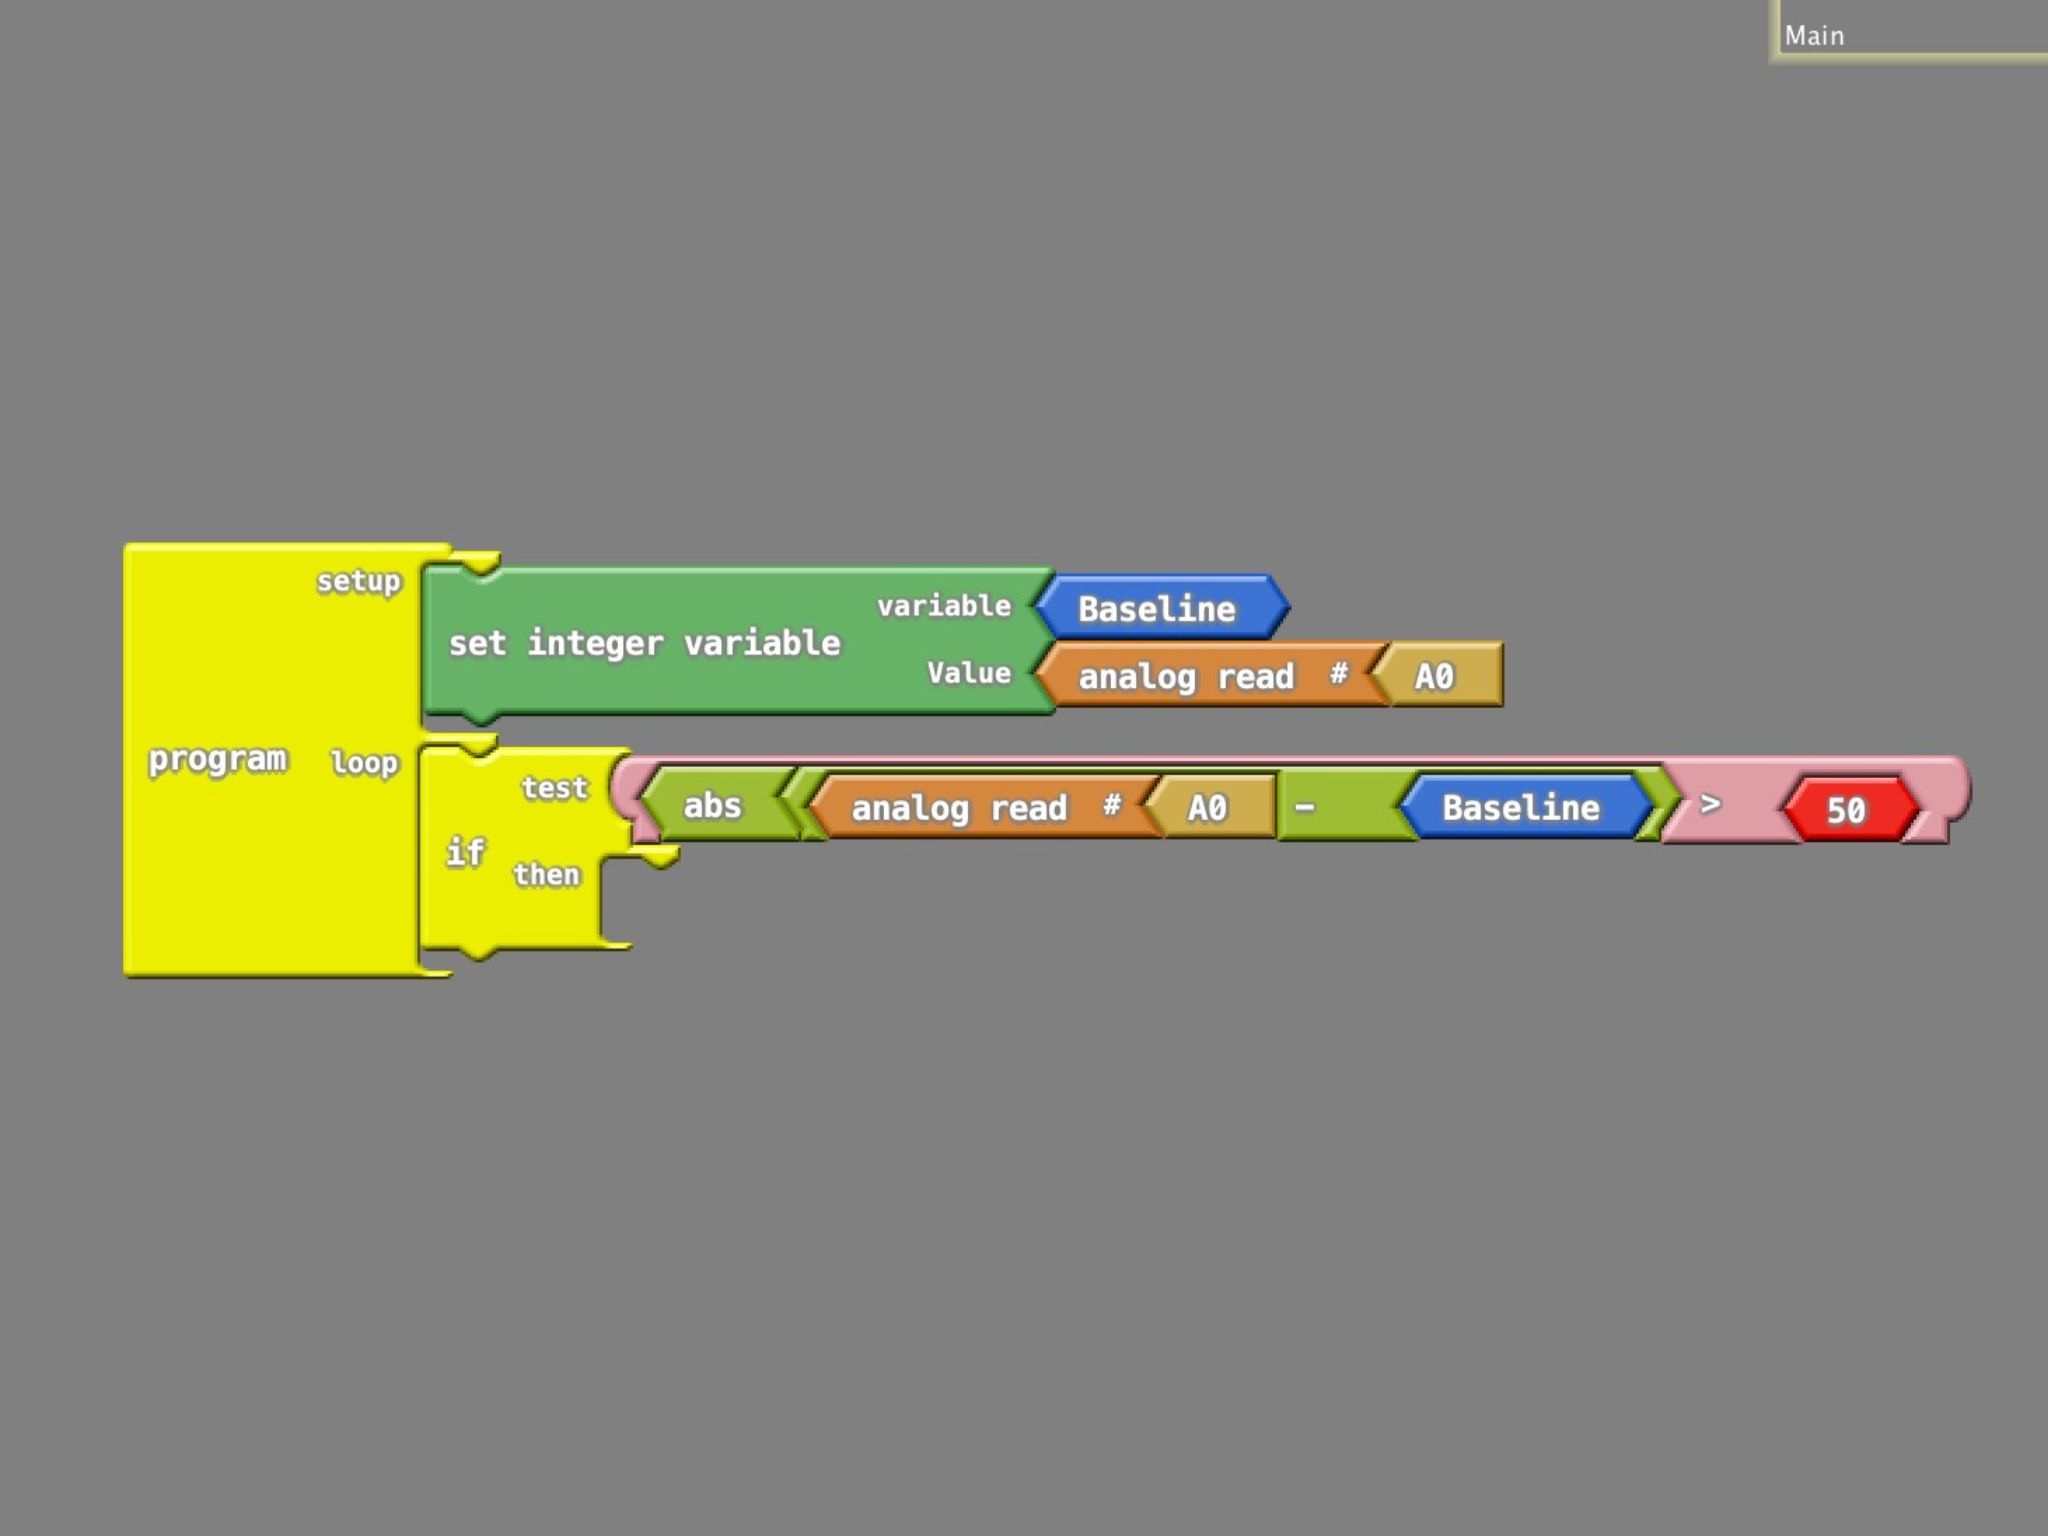 Main
setup
variable Baseline
set integer variable
Value analog read # A0
program loop
test abs analog read # A0 - Baseline > 50
if
then